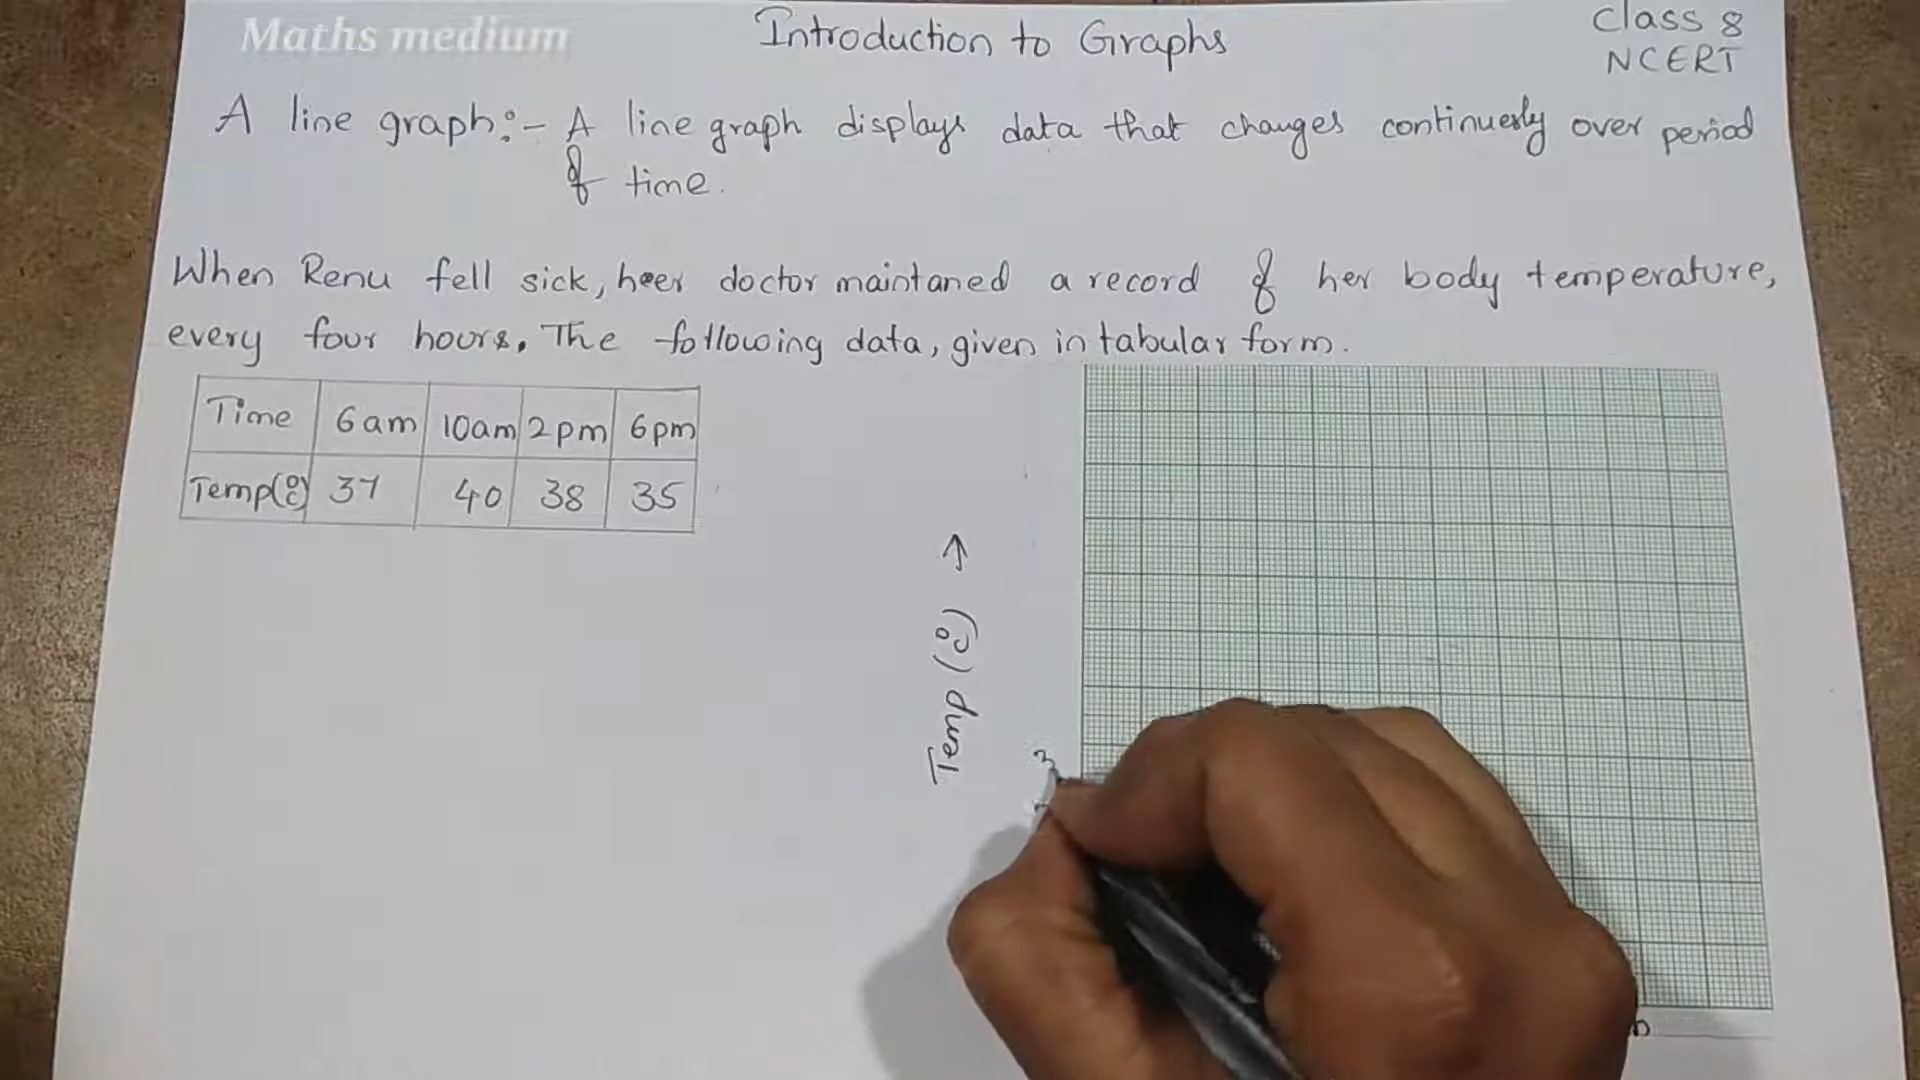 Maths medium
Introduction to Graphs
Class 8
NCERT
A line graph:- A line graph displays data that changes continuesly over period
of time.
When Renu fell sick, heer doctor maintaned a record of her body temperature,
every four hours. The following data, given in tabular form.
Time 6am 10am 2pm 6pm
Temp(°C) 37 40 38 35
Temp (°C) →
3